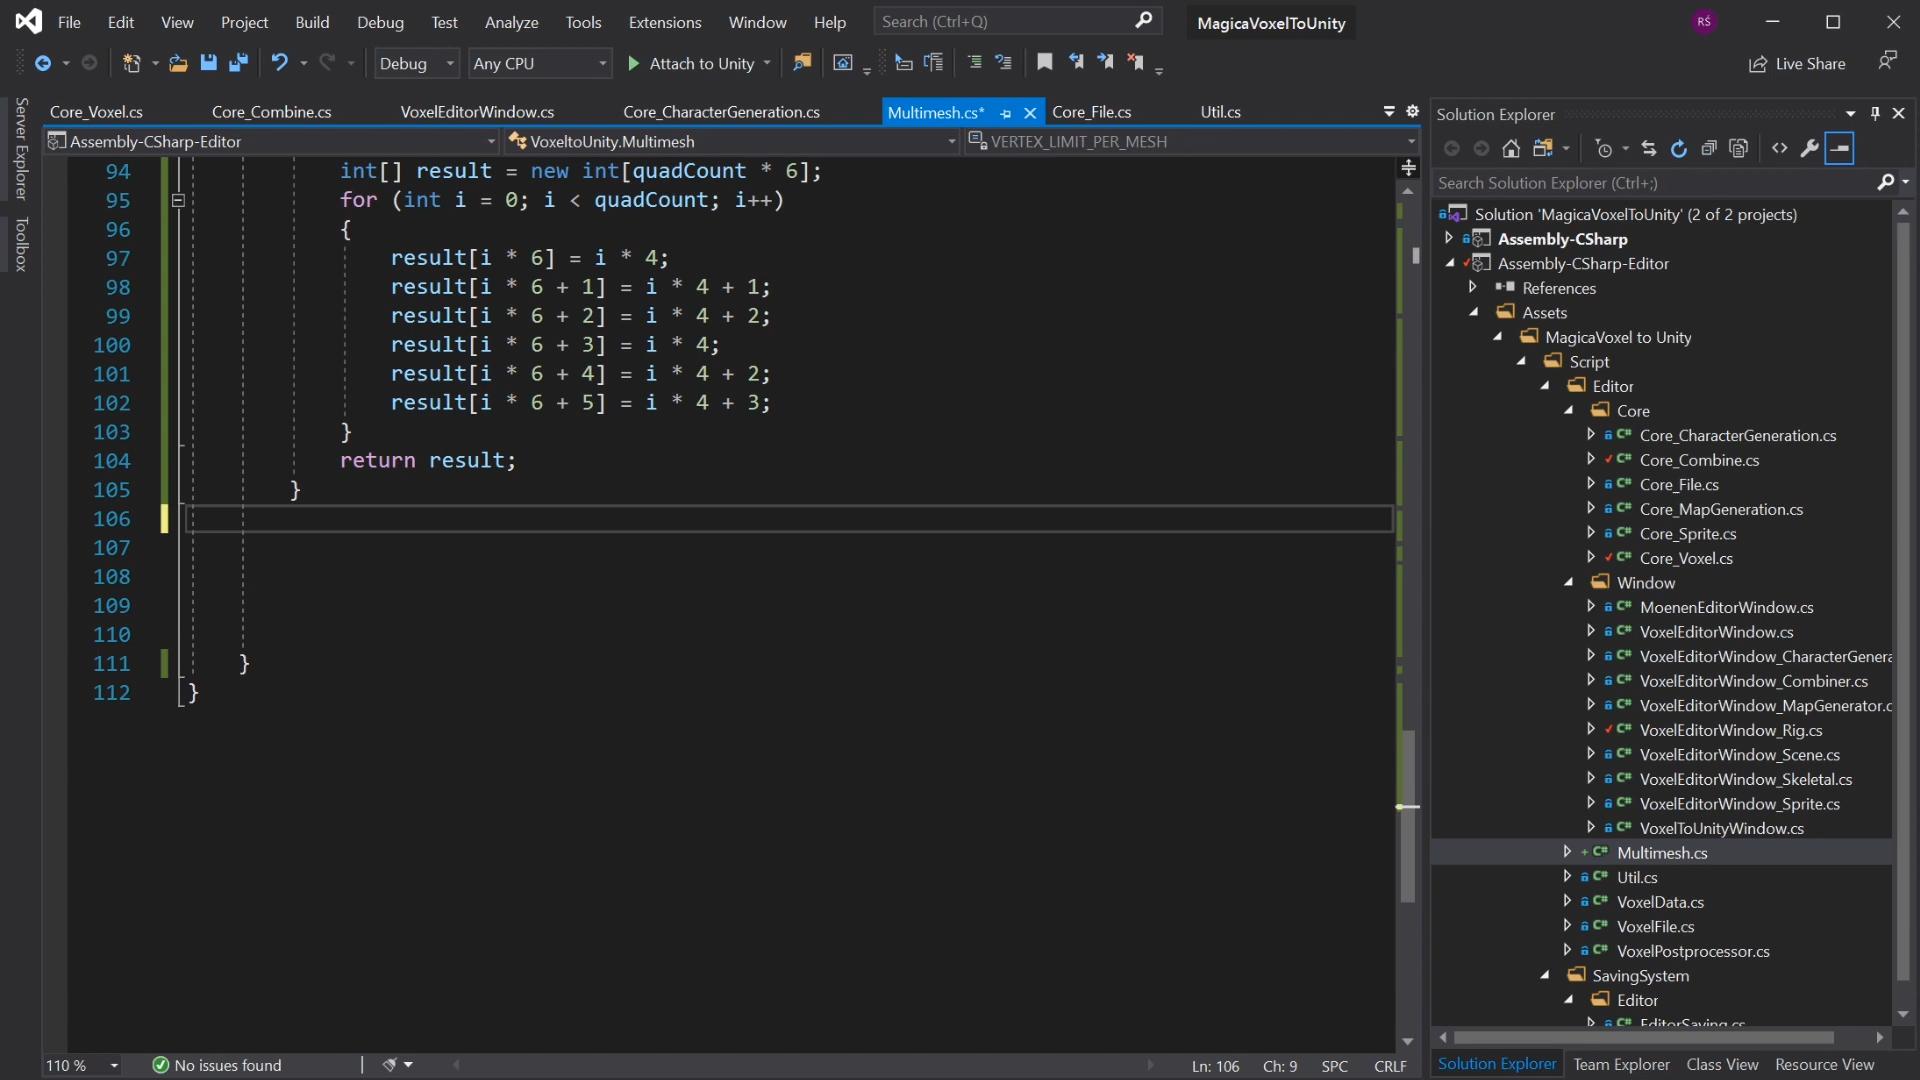 File Edit View Project Build Debug Test Analyze Tools Extensions Window Help Search (Ctrl+Q) MagicaVoxelToUnity RŚ
Debug Any CPU Attach to Unity Live Share
Server Explorer
Toolbox
Core_Voxel.cs Core_Combine.cs VoxelEditorWindow.cs Core_CharacterGeneration.cs Multimesh.cs* Core_File.cs Util.cs
Assembly-CSharp-Editor VoxeltoUnity.Multimesh VERTEX_LIMIT_PER_MESH
94 int[] result = new int[quadCount * 6];
95 for (int i = 0; i < quadCount; i++)
96 {
97 result[i * 6] = i * 4;
98 result[i * 6 + 1] = i * 4 + 1;
99 result[i * 6 + 2] = i * 4 + 2;
100 result[i * 6 + 3] = i * 4;
101 result[i * 6 + 4] = i * 4 + 2;
102 result[i * 6 + 5] = i * 4 + 3;
103 }
104 return result;
105 }
106
107
108
109
110
111 }
112 }
110 % No issues found Ln: 106 Ch: 9 SPC CRLF
Solution Explorer
Search Solution Explorer (Ctrl+;)
Solution 'MagicaVoxelToUnity' (2 of 2 projects)
Assembly-CSharp
Assembly-CSharp-Editor
References
Assets
MagicaVoxel to Unity
Script
Editor
Core
C# Core_CharacterGeneration.cs
C# Core_Combine.cs
C# Core_File.cs
C# Core_MapGeneration.cs
C# Core_Sprite.cs
C# Core_Voxel.cs
Window
C# MoenenEditorWindow.cs
C# VoxelEditorWindow.cs
C# VoxelEditorWindow_CharacterGenera
C# VoxelEditorWindow_Combiner.cs
C# VoxelEditorWindow_MapGenerator.c
C# VoxelEditorWindow_Rig.cs
C# VoxelEditorWindow_Scene.cs
C# VoxelEditorWindow_Skeletal.cs
C# VoxelEditorWindow_Sprite.cs
C# VoxelToUnityWindow.cs
+ C# Multimesh.cs
C# Util.cs
C# VoxelData.cs
C# VoxelFile.cs
C# VoxelPostprocessor.cs
SavingSystem
Editor
C# EditorSaving.cs
Solution Explorer Team Explorer Class View Resource View